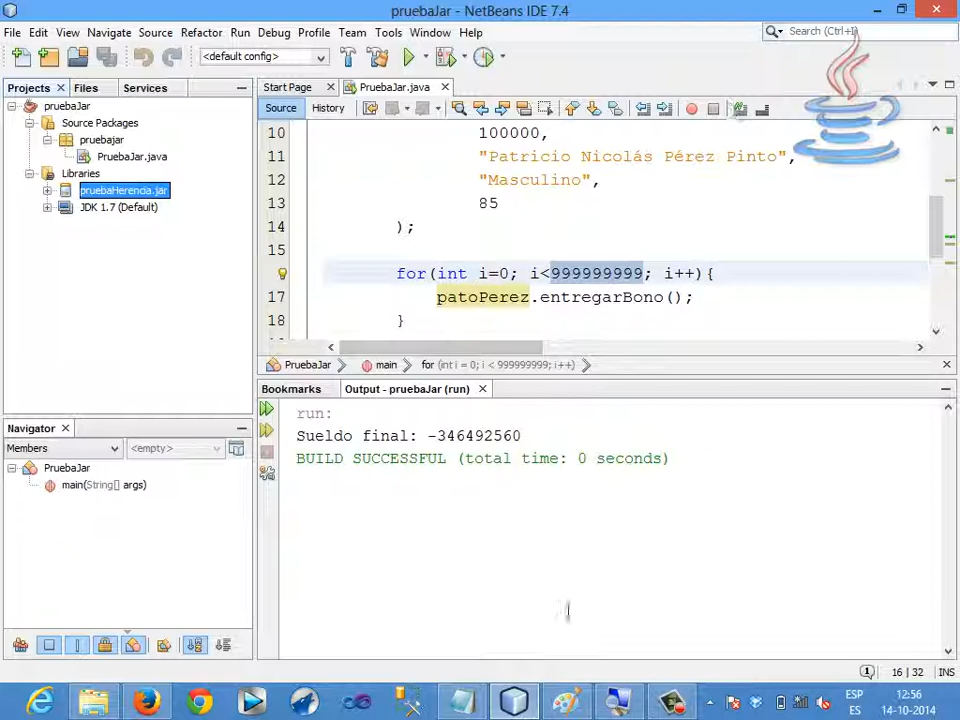 pruebaJar - NetBeans IDE 7.4
File Edit View Navigate Source Refactor Run Debug Profile Team Tools Window Help
Search (Ctrl+I)
<default config>
Projects Files Services
Start Page PruebaJar.java
Source History
pruebaJar
Source Packages
pruebajar
PruebaJar.java
Libraries
pruebaHerencia.jar
JDK 1.7 (Default)
10 100000,
11 "Patricio Nicolás Pérez Pinto",
12 "Masculino",
13 85
14 );
15
for(int i=0; i<999999999; i++){
17 patoPerez.entregarBono();
18 }
PruebaJar main for (int i = 0; i < 999999999; i++)
Bookmarks Output - pruebaJar (run)
run:
Sueldo final: -346492560
BUILD SUCCESSFUL (total time: 0 seconds)
Navigator
Members <empty>
PruebaJar
main(String[] args)
16 | 32 INS
ESP
ES
12:56
14-10-2014